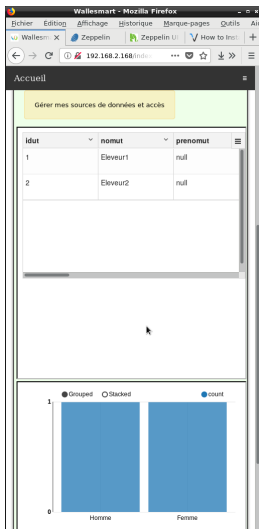 Wallesmart - Mozilla Firefox
Fichier Édition Affichage Historique Marque-pages Outils
Wallesm Zeppelin Zeppelin UI How to Inst
192.168.2.168/index
Accueil
Gérer mes sources de données et accès
idut nomut prenomut
1 Eleveur1 null
2 Eleveur2 null
Grouped Stacked count
1
0
Homme Femme